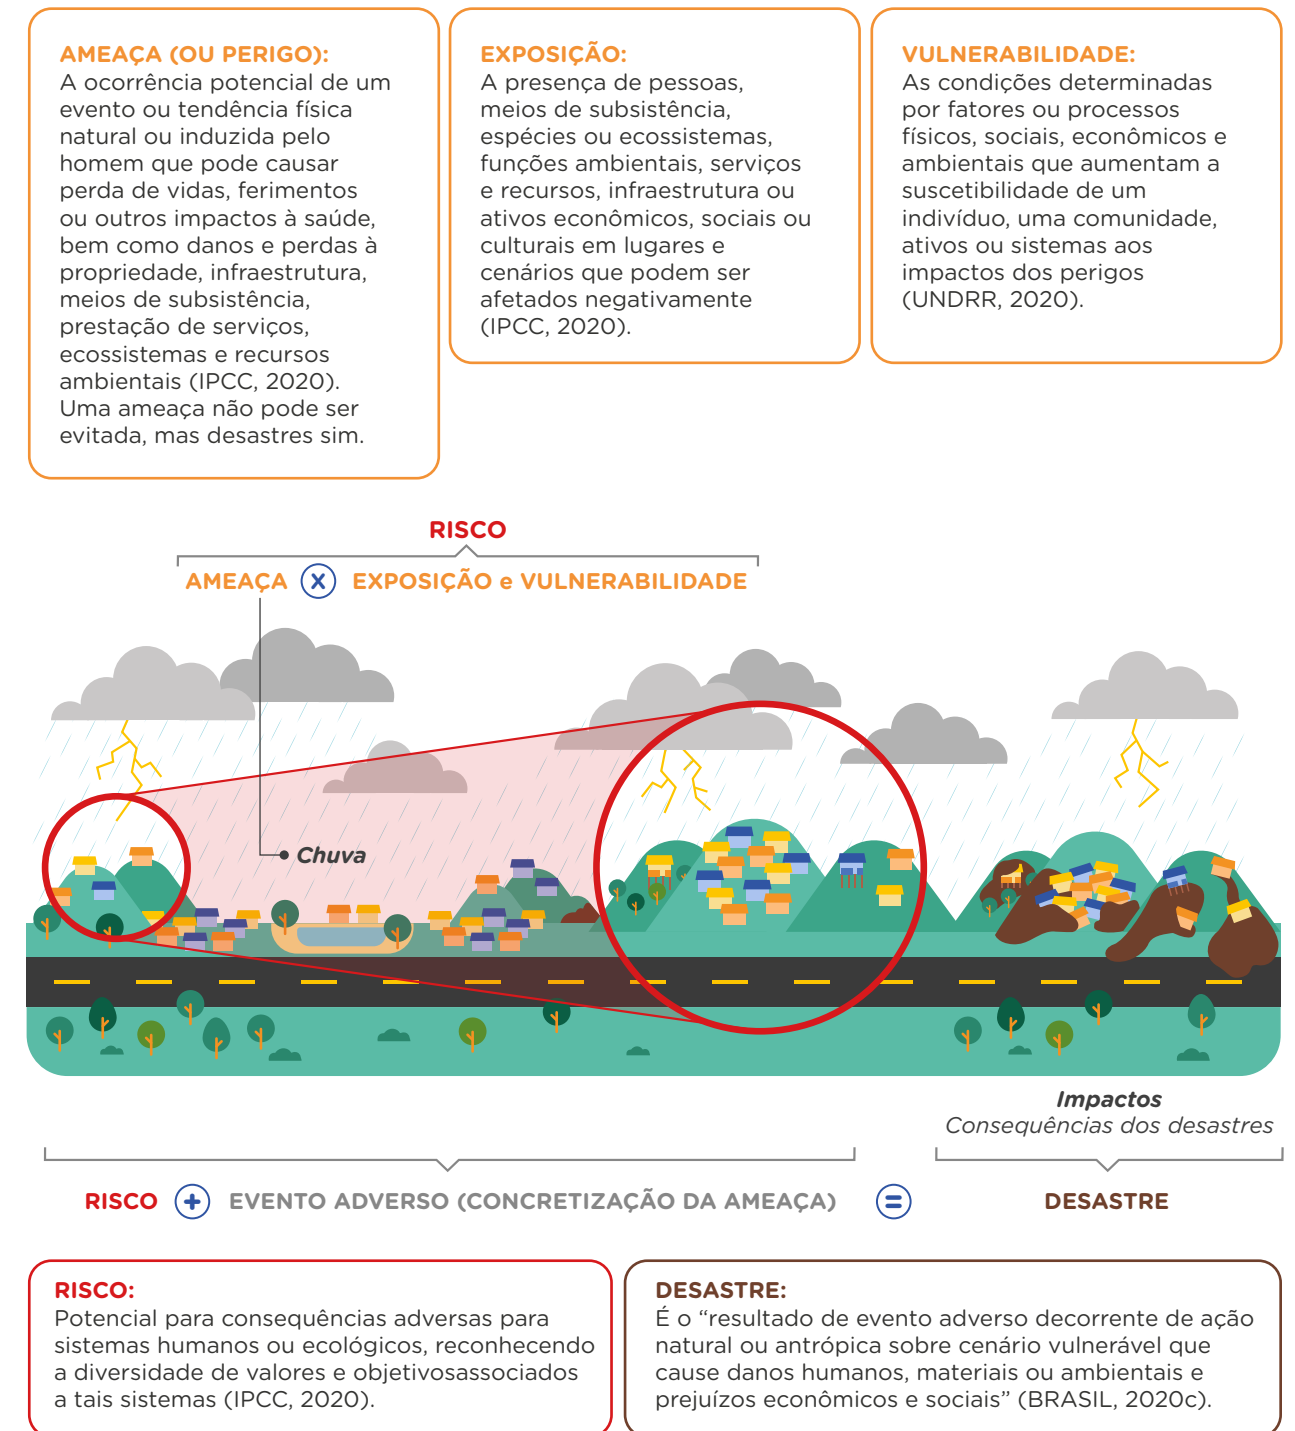 AMEAÇA (OU PERIGO):
A ocorrência potencial de um
evento ou tendência física
natural ou induzida pelo
homem que pode causar
perda de vidas, ferimentos
ou outros impactos à saúde,
bem como danos e perdas à
propriedade, infraestrutura,
meios de subsistência,
prestação de serviços,
ecossistemas e recursos
ambientais (IPCC, 2020).
Uma ameaça não pode ser
evitada, mas desastres sim.
EXPOSIÇÃO:
A presença de pessoas,
meios de subsistência,
espécies ou ecossistemas,
funções ambientais, serviços
e recursos, infraestrutura ou
ativos econômicos, sociais ou
culturais em lugares e
cenários que podem ser
afetados negativamente
(IPCC, 2020).
VULNERABILIDADE:
As condições determinadas
por fatores ou processos
físicos, sociais, econômicos e
ambientais que aumentam a
suscetibilidade de um
indivíduo, uma comunidade,
ativos ou sistemas aos
impactos dos perigos
(UNDRR, 2020).
RISCO
AMEAÇA x EXPOSIÇÃO e VULNERABILIDADE
Chuva
Impactos
Consequências dos desastres
RISCO + EVENTO ADVERSO (CONCRETIZAÇÃO DA AMEAÇA) = DESASTRE
RISCO:
Potencial para consequências adversas para
sistemas humanos ou ecológicos, reconhecendo
a diversidade de valores e objetivosassociados
a tais sistemas (IPCC, 2020).
DESASTRE:
É o “resultado de evento adverso decorrente de ação
natural ou antrópica sobre cenário vulnerável que
cause danos humanos, materiais ou ambientais e
prejuízos econômicos e sociais” (BRASIL, 2020c).